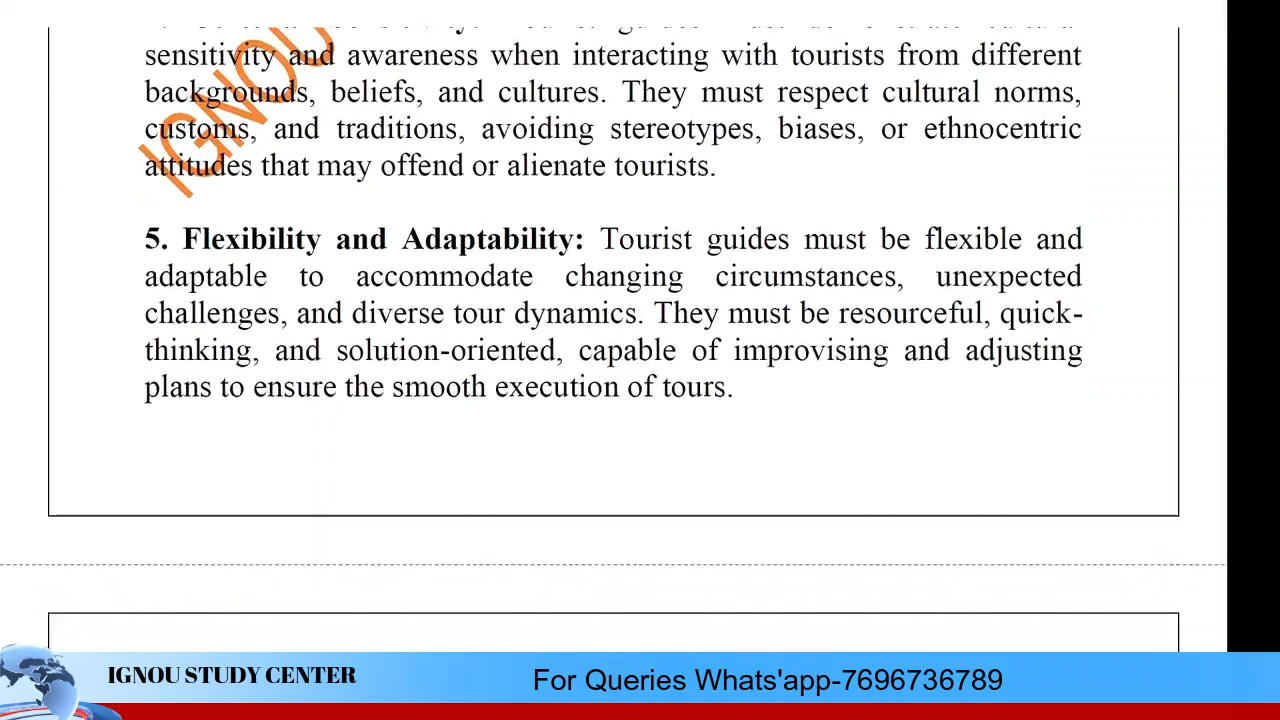 sensitivity and awareness when interacting with tourists from different
backgrounds, beliefs, and cultures. They must respect cultural norms,
customs, and traditions, avoiding stereotypes, biases, or ethnocentric
attitudes that may offend or alienate tourists.
5. Flexibility and Adaptability: Tourist guides must be flexible and
adaptable to accommodate changing circumstances, unexpected
challenges, and diverse tour dynamics. They must be resourceful, quick-
thinking, and solution-oriented, capable of improvising and adjusting
plans to ensure the smooth execution of tours.
IGNOU
IGNOU STUDY CENTER
For Queries Whats'app-7696736789